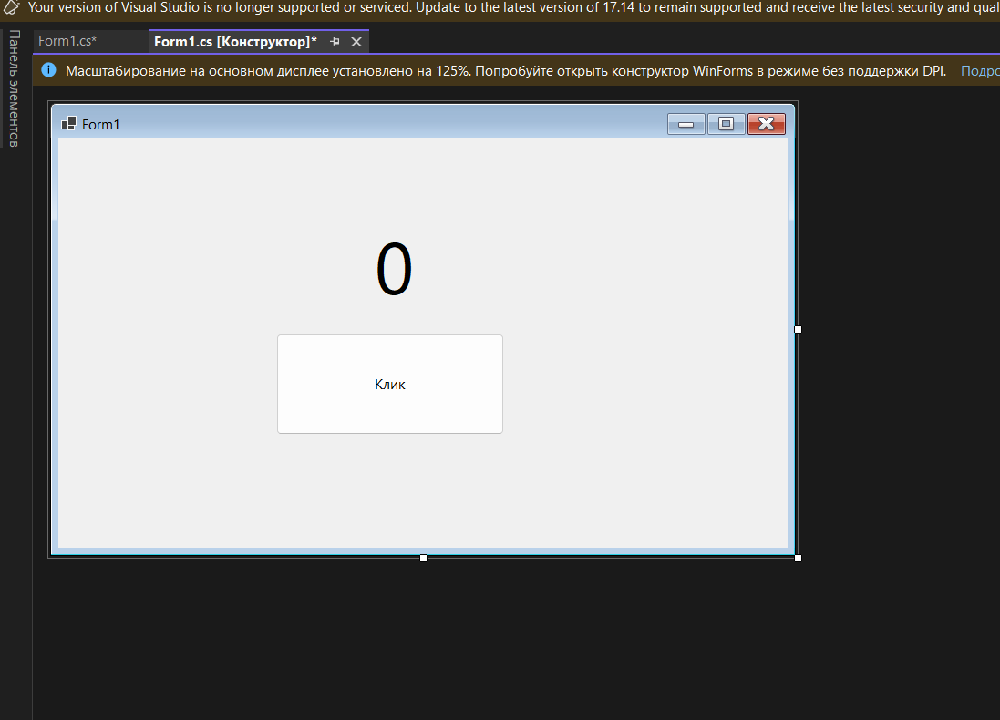 Your version of Visual Studio is no longer supported or serviced. Update to the latest version of 17.14 to remain supported and receive the latest security and qual
Панель элементов
Form1.cs*
Form1.cs [Конструктор]*
Масштабирование на основном дисплее установлено на 125%. Попробуйте открыть конструктор WinForms в режиме без поддержки DPI. Подро
Form1
0
Клик